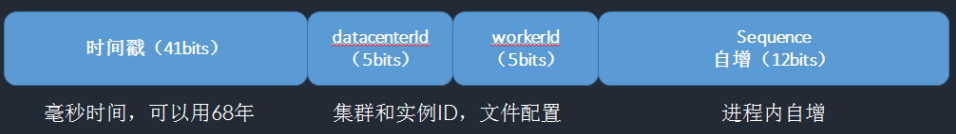 时间戳（41bits）
datacenterId
（5bits）
workerId
（5bits）
Sequence
自增（12bits）
毫秒时间，可以用68年
集群和实例ID，文件配置
进程内自增